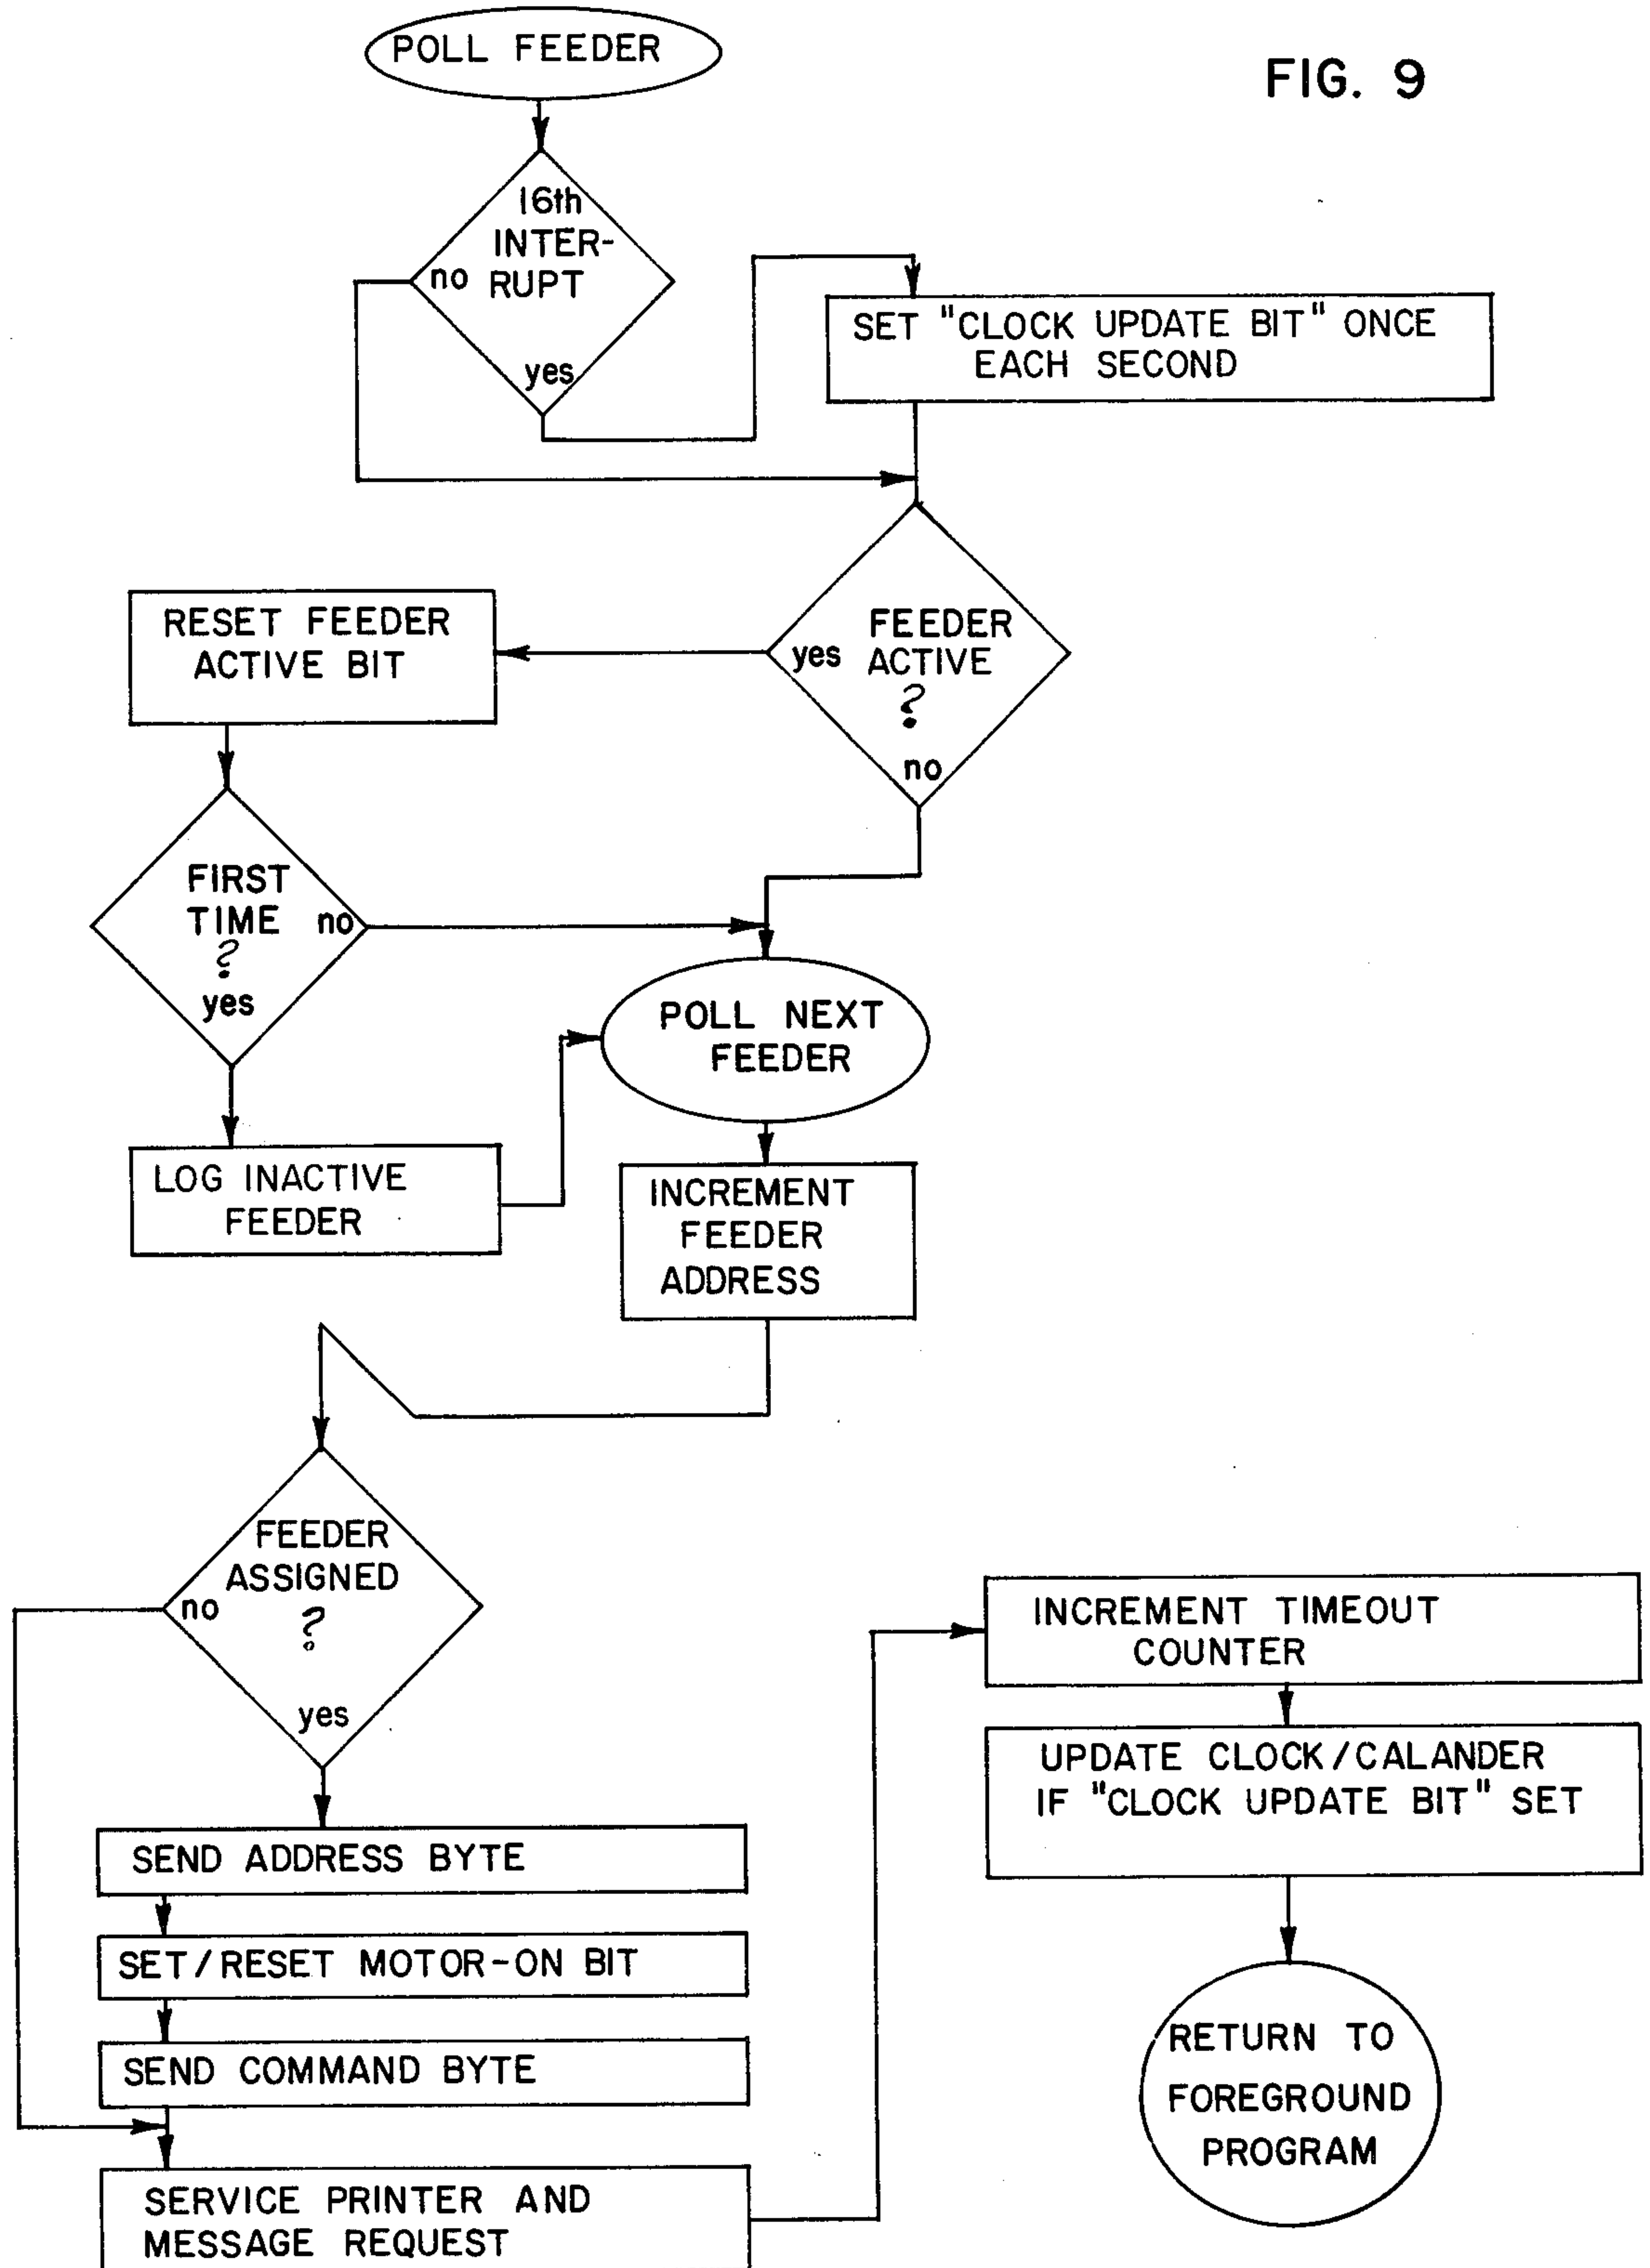 POLL FEEDER
FIG. 9
16th
INTER-
no RUPT
yes
SET "CLOCK UPDATE BIT" ONCE
EACH SECOND
RESET FEEDER
ACTIVE BIT
FEEDER
yes ACTIVE
?
no
FIRST
TIME no
?
yes
POLL NEXT
FEEDER
LOG INACTIVE
FEEDER
INCREMENT
FEEDER
ADDRESS
FEEDER
ASSIGNED
no ?
yes
SEND ADDRESS BYTE
SET/RESET MOTOR-ON BIT
SEND COMMAND BYTE
SERVICE PRINTER AND
MESSAGE REQUEST
INCREMENT TIMEOUT
COUNTER
UPDATE CLOCK/CALANDER
IF "CLOCK UPDATE BIT" SET
RETURN TO
FOREGROUND
PROGRAM